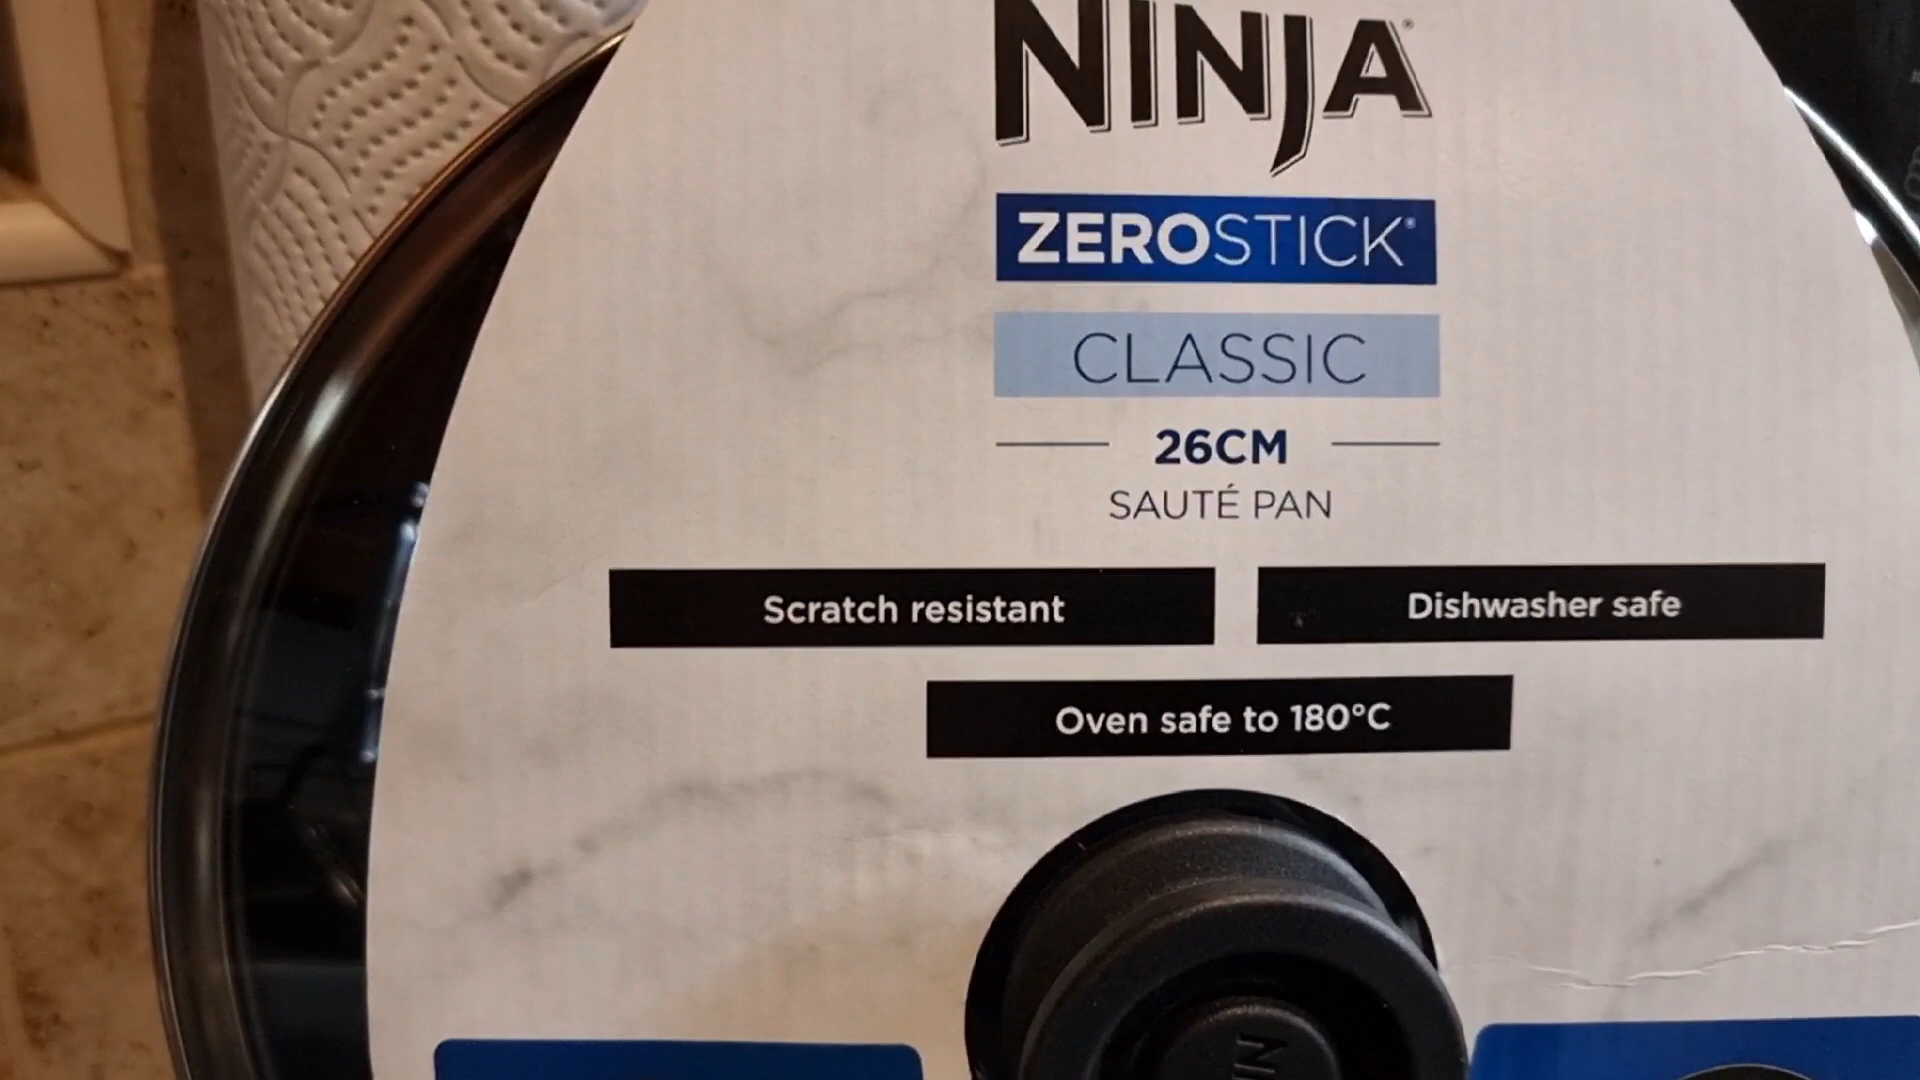 NINJA
ZEROSTICK
CLASSIC
26CM
SAUTÉ PAN
Scratch resistant
Dishwasher safe
Oven safe to 180°C